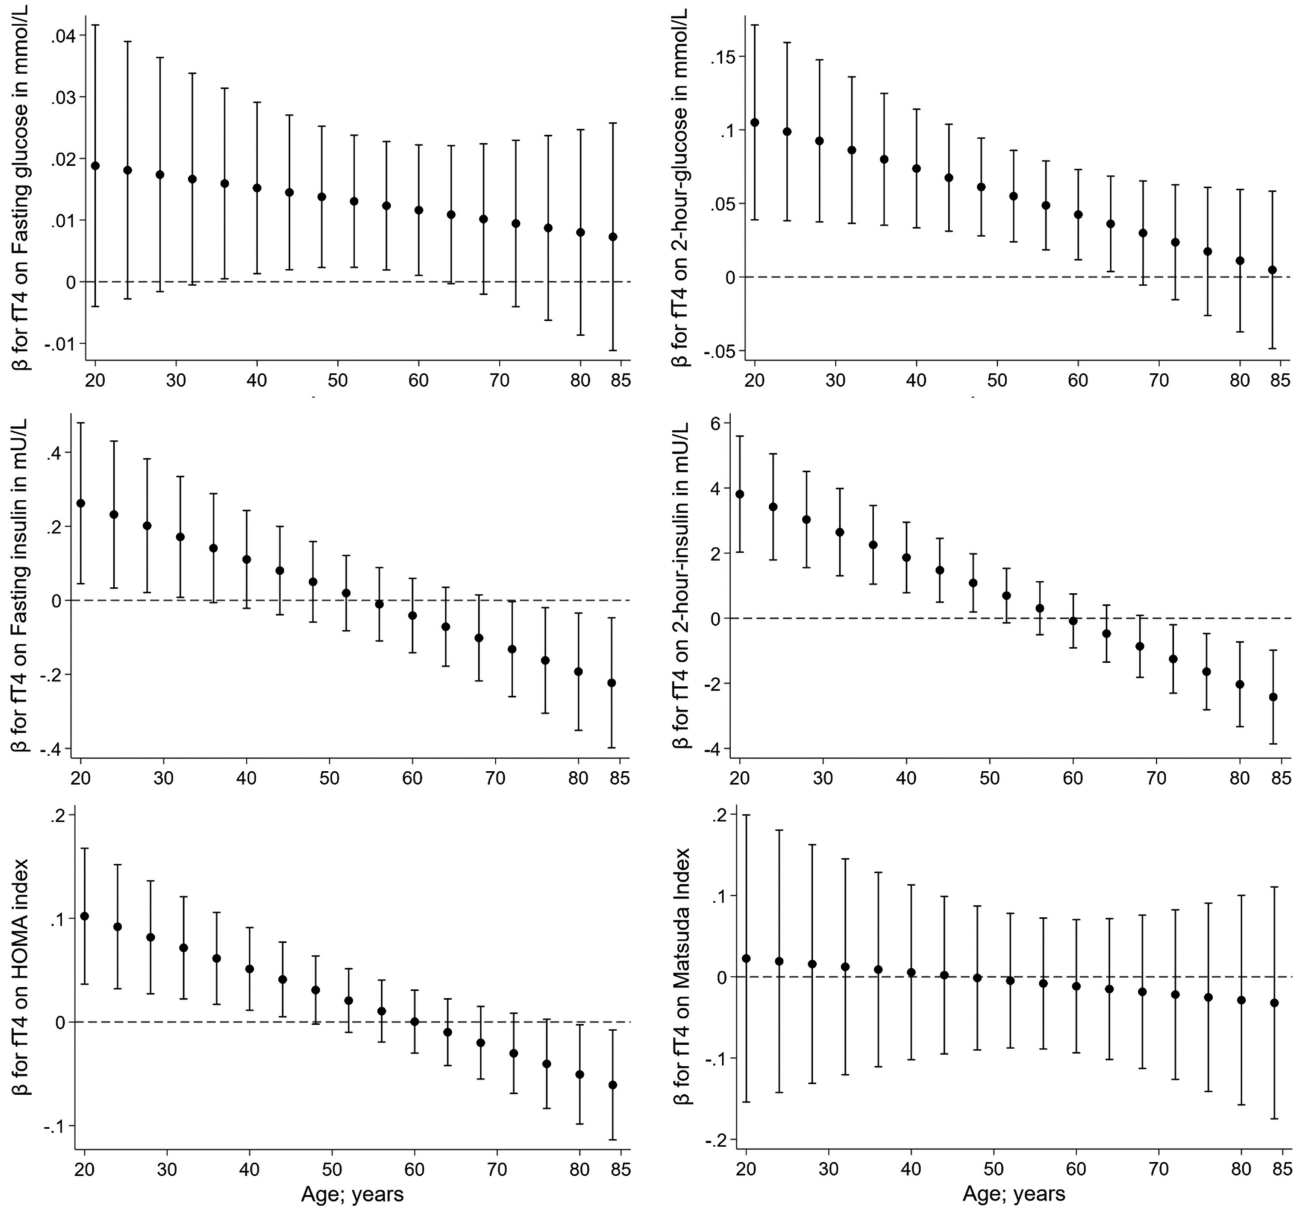 β for fT4 on Fasting glucose in mmol/L
.04
.03
.02
.01
0
-.01
20 30 40 50 60 70 80 85
β for fT4 on 2-hour-glucose in mmol/L
.15
.1
.05
0
-.05
20 30 40 50 60 70 80 85
β for fT4 on Fasting insulin in mU/L
.4
.2
0
-.2
-.4
20 30 40 50 60 70 80 85
β for fT4 on 2-hour-insulin in mU/L
6
4
2
0
-2
-4
20 30 40 50 60 70 80 85
β for fT4 on HOMA index
.2
.1
0
-.1
20 30 40 50 60 70 80 85
Age; years
β for fT4 on Matsuda Index
.2
.1
0
-.1
-.2
20 30 40 50 60 70 80 85
Age; years